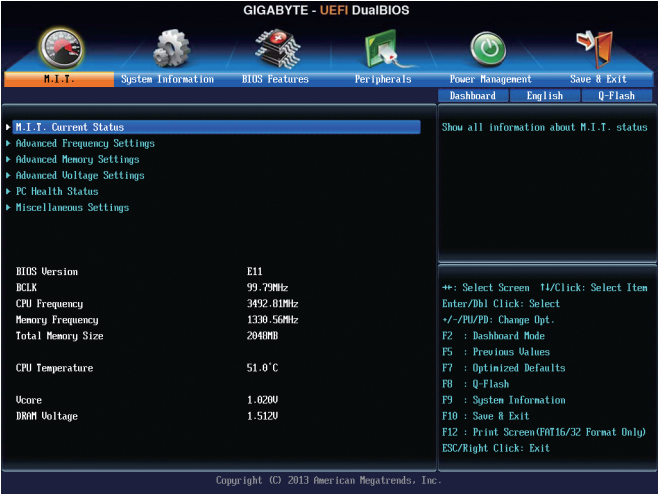 GIGABYTE - UEFI DualBIOS
M.I.T. System Information BIOS Features Peripherals Power Management Save & Exit
Dashboard English Q-Flash
M.I.T. Current Status
Advanced Frequency Settings
Advanced Memory Settings
Advanced Voltage Settings
PC Health Status
Miscellaneous Settings
Show all information about M.I.T. status
BIOS Version E11
BCLK 99.79MHz
CPU Frequency 3492.81MHz
Memory Frequency 1330.56MHz
Total Memory Size 2048MB
CPU Temperature 51.0°C
Vcore 1.020V
DRAM Voltage 1.512V
→←: Select Screen ↑↓/Click: Select Item
Enter/Dbl Click: Select
+/-/PU/PD: Change Opt.
F2 : Dashboard Mode
F5 : Previous Values
F7 : Optimized Defaults
F8 : Q-Flash
F9 : System Information
F10 : Save & Exit
F12 : Print Screen(FAT16/32 Format Only)
ESC/Right Click: Exit
Copyright (C) 2013 American Megatrends, Inc.